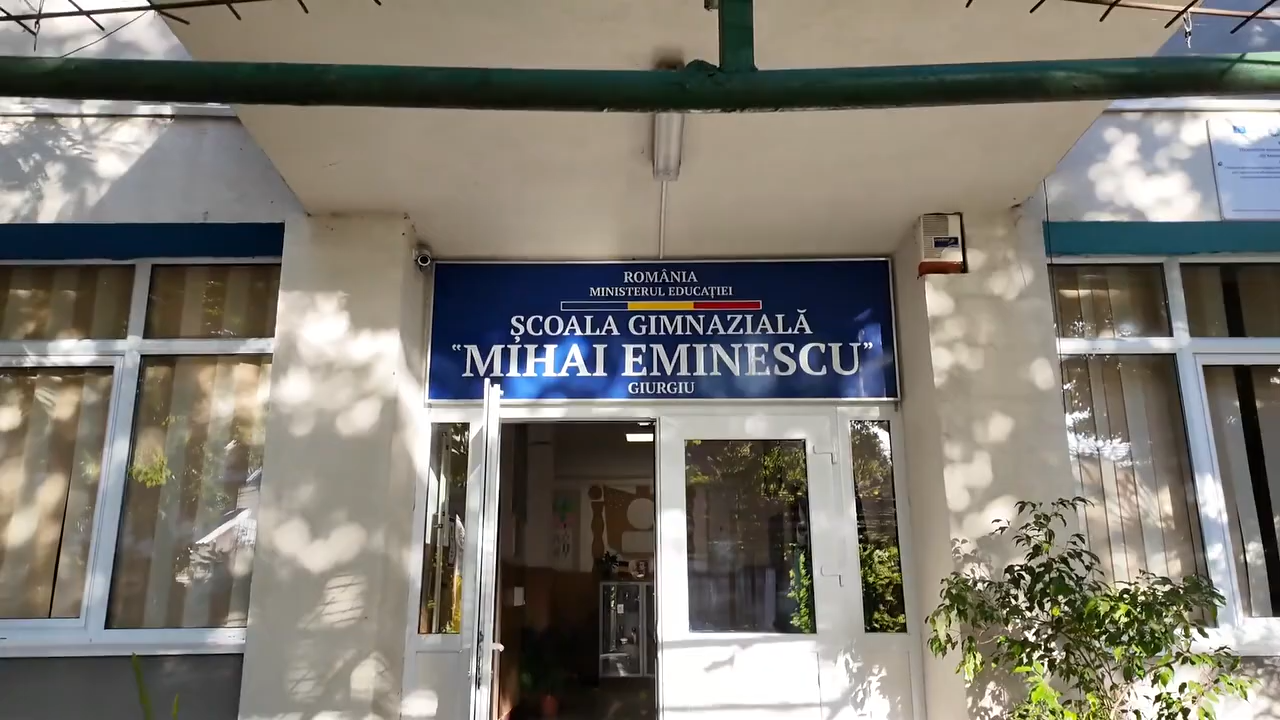 ROMÂNIA
MINISTERUL EDUCAȚIEI
ȘCOALA GIMNAZIALĂ
“MIHAI EMINESCU”
GIURGIU